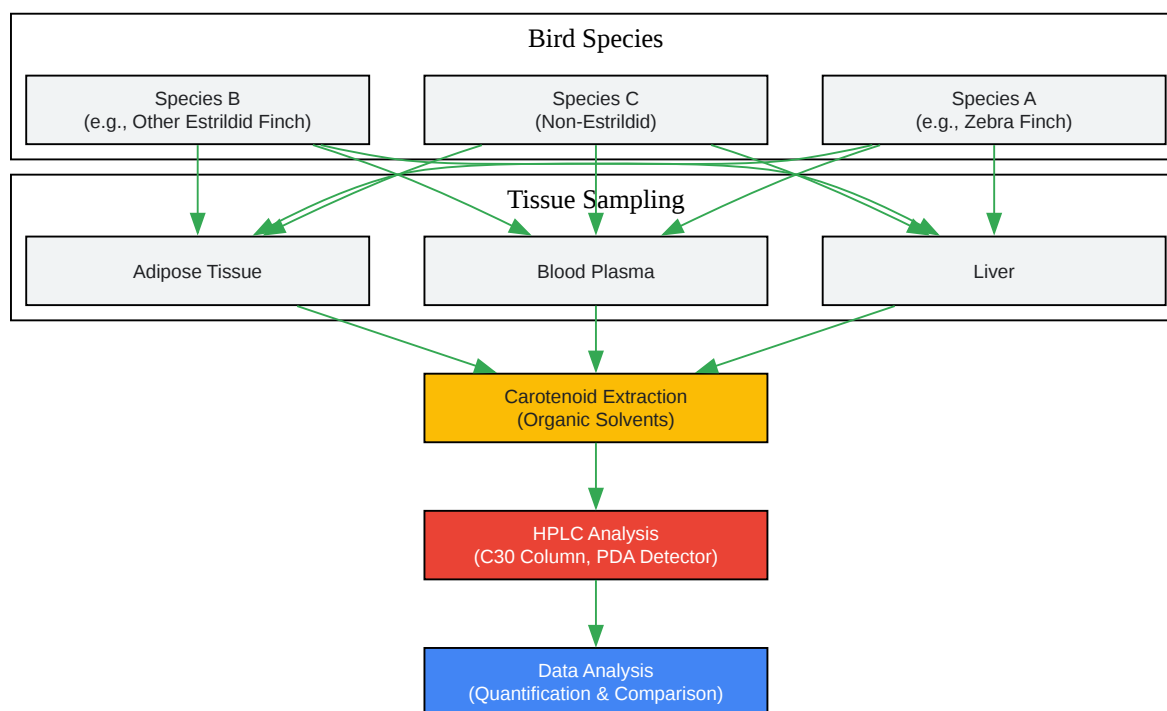 Bird Species
Species B
(e.g., Other Estrildid Finch)
Species C
(Non-Estrildid)
Species A
(e.g., Zebra Finch)
Tissue Sampling
Adipose Tissue
Blood Plasma
Liver
Carotenoid Extraction
(Organic Solvents)
HPLC Analysis
(C30 Column, PDA Detector)
Data Analysis
(Quantification & Comparison)